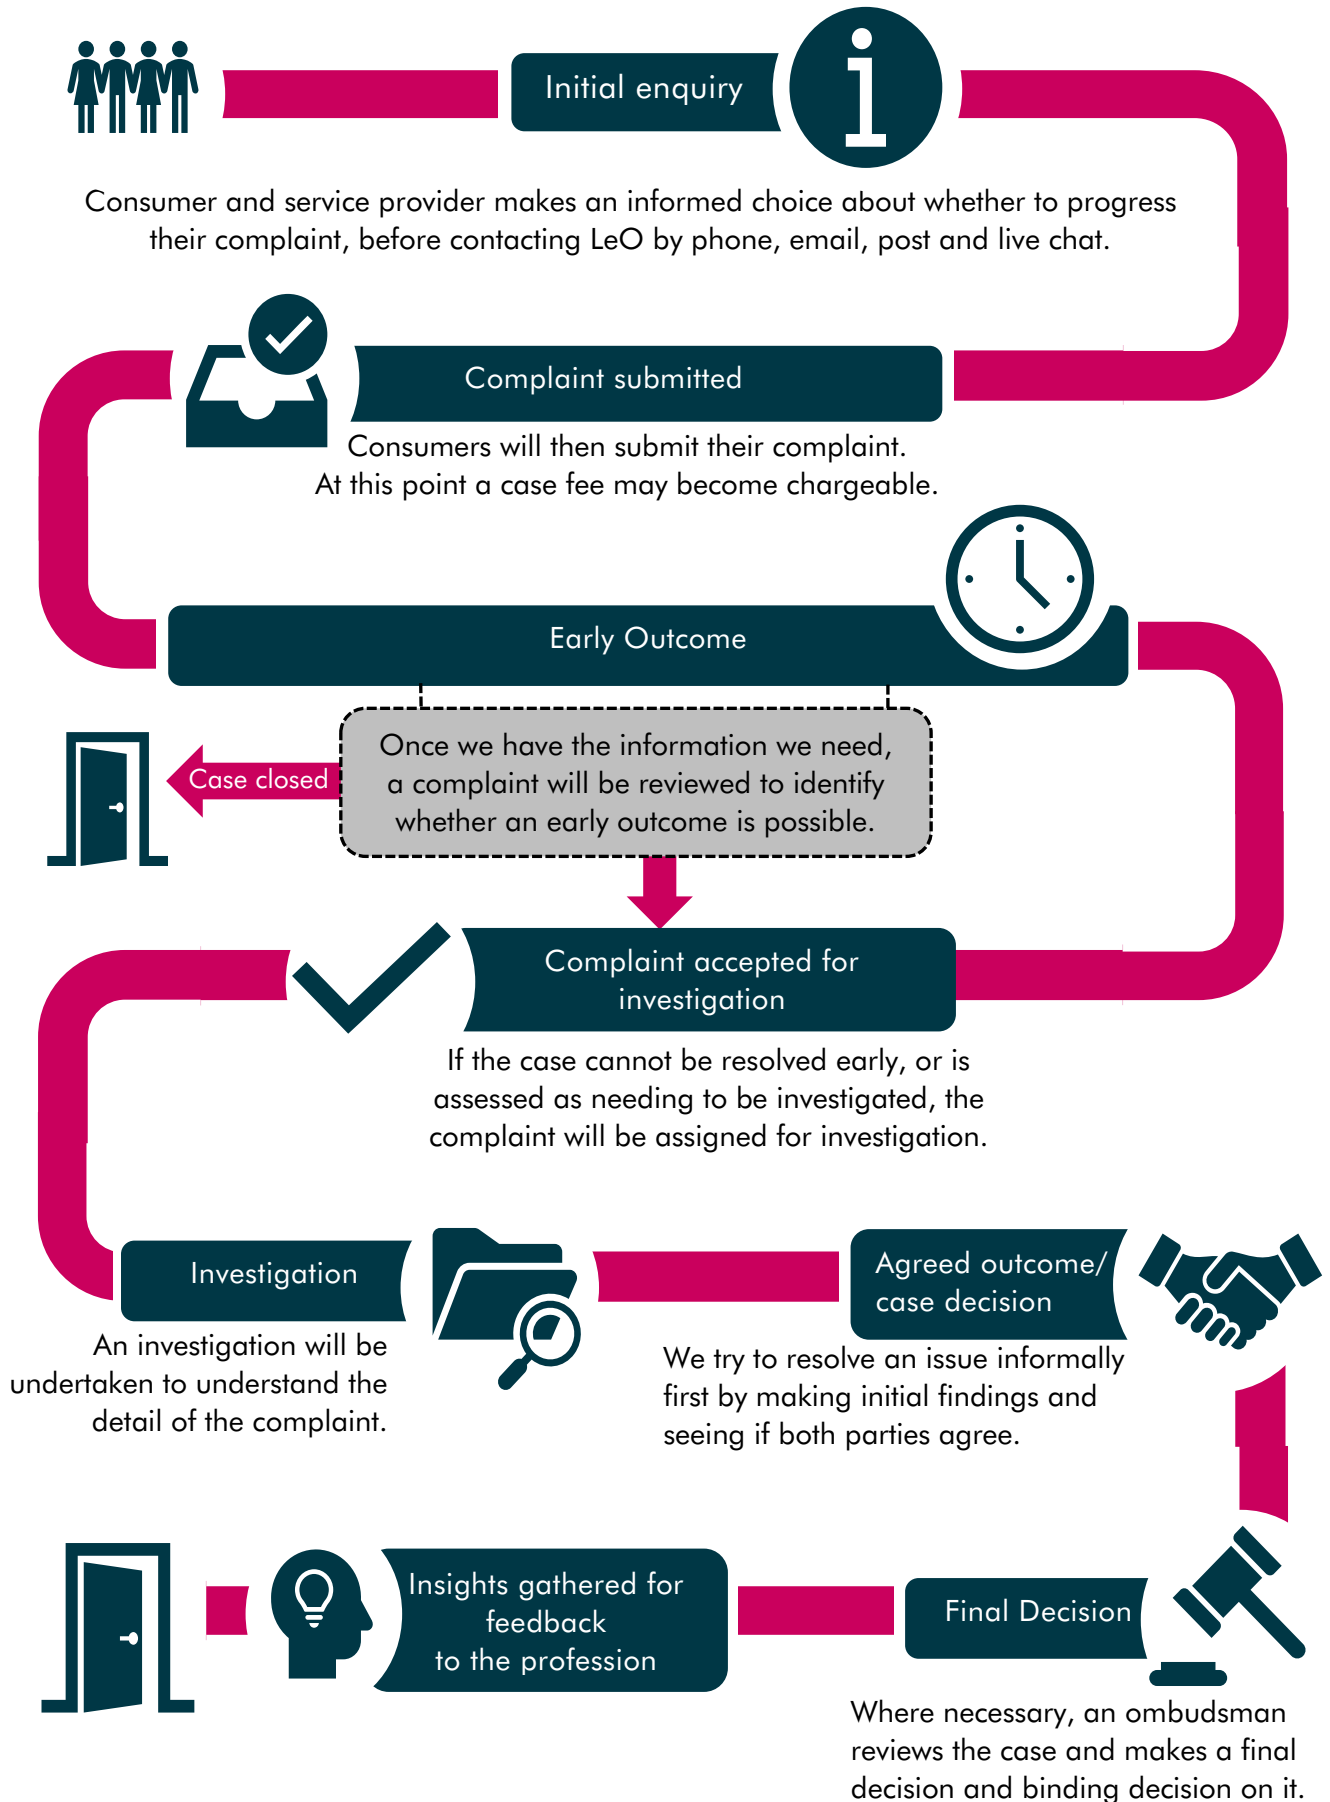 Initial enquiry
Consumer and service provider makes an informed choice about whether to progress
their complaint, before contacting LeO by phone, email, post and live chat.
Complaint submitted
Consumers will then submit their complaint.
At this point a case fee may become chargeable.
Early Outcome
Once we have the information we need,
a complaint will be reviewed to identify
whether an early outcome is possible.
Case closed
Complaint accepted for
investigation
If the case cannot be resolved early, or is
assessed as needing to be investigated, the
complaint will be assigned for investigation.
Investigation
An investigation will be
undertaken to understand the
detail of the complaint.
Agreed outcome/
case decision
We try to resolve an issue informally
first by making initial findings and
seeing if both parties agree.
Final Decision
Where necessary, an ombudsman
reviews the case and makes a final
decision and binding decision on it.
Insights gathered for
feedback
to the profession